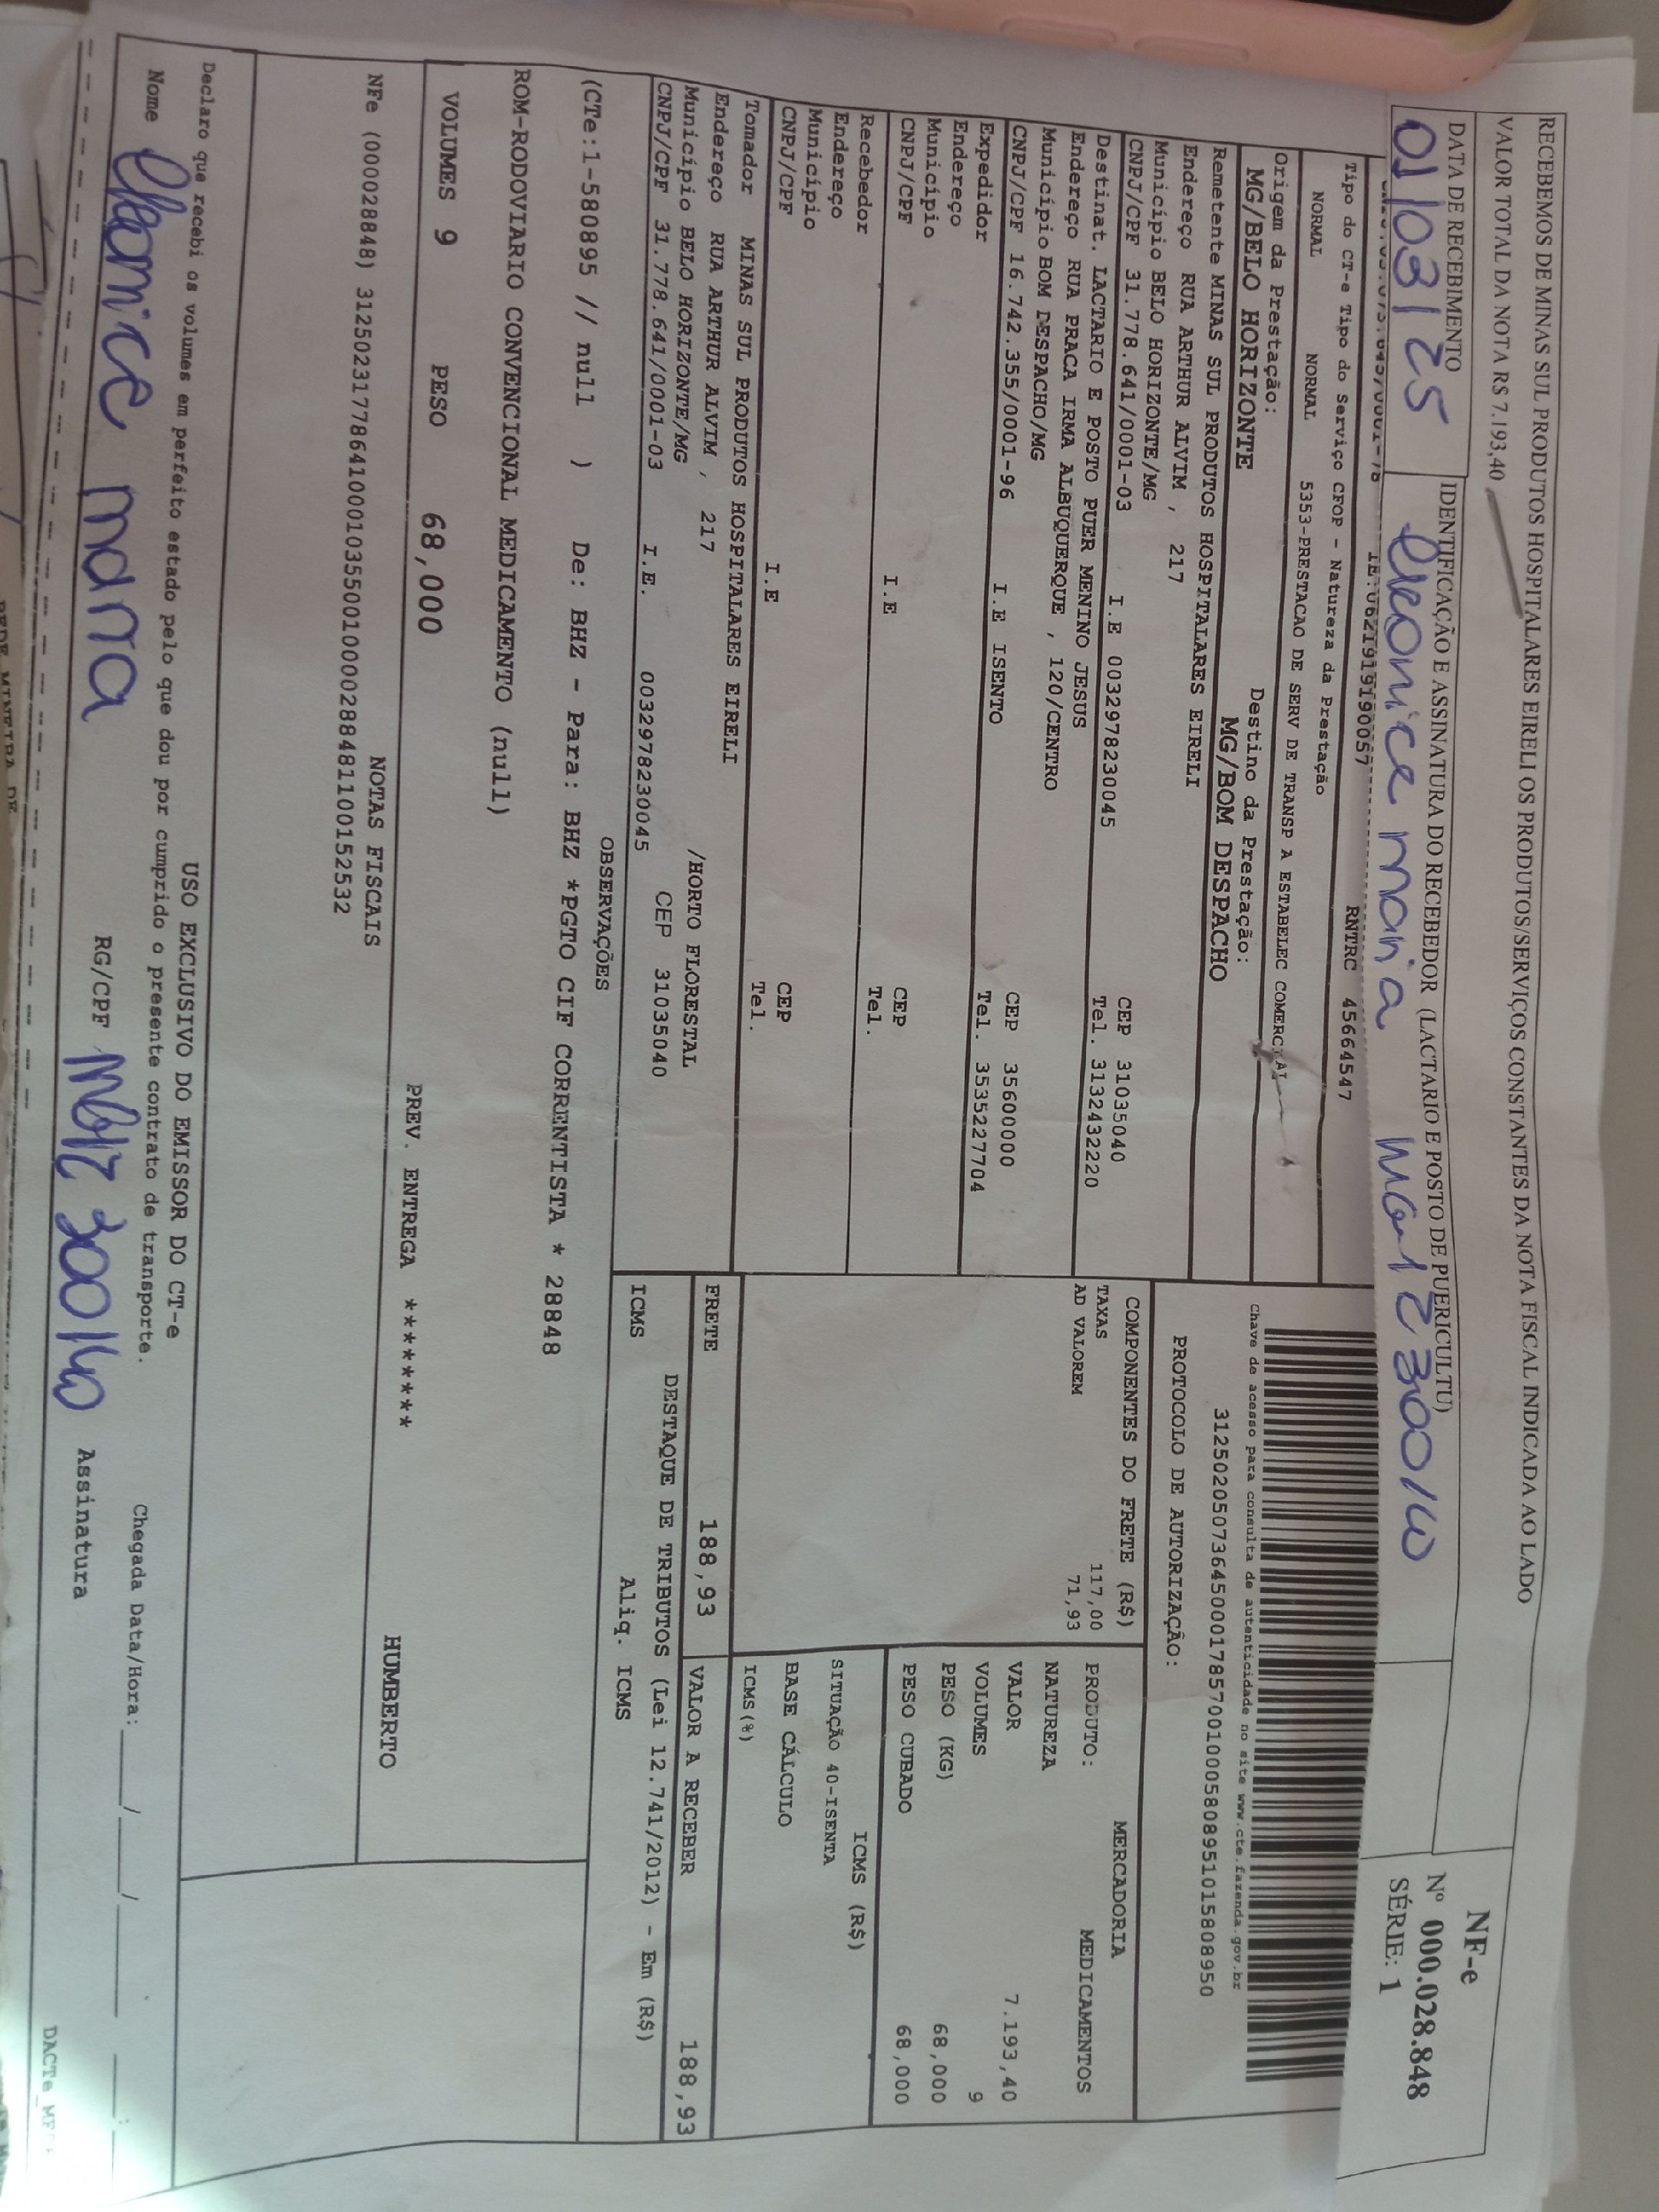 RECEBEMOS DE MINAS SUL PRODUTOS HOSPITALARES EIRELI OS PRODUTOS/SERVIÇOS CONSTANTES DA NOTA FISCAL INDICADA AO LADO
VALOR TOTAL DA NOTA R$ 7.193,40
DATA DE RECEBIMENTO
01/03/25
IDENTIFICAÇÃO E ASSINATURA DO RECEBEDOR (LACTARIO E POSTO DE PUERICULTU)
Cleonice maria
NF-e
Nº 000.028.848
SÉRIE: 1
Tipo do CT-e Tipo do Serviço CFOP - Natureza da Prestação RNTRC 45664547
NORMAL NORMAL 5353-PRESTACAO DE SERV DE TRANSP A ESTABELEC COMERCIAL
Origem da Prestação: Destino da Prestação:
MG/BELO HORIZONTE MG/BOM DESPACHO
Remetente MINAS SUL PRODUTOS HOSPITALARES EIRELI
Endereço RUA ARTHUR ALVIM , 217
Município BELO HORIZONTE/MG CEP 31035040
CNPJ/CPF 31.778.641/0001-03 I.E 0032978230045 Tel. 3132432220
Destinat. LACTARIO E POSTO PUER MENINO JESUS
Endereço RUA PRACA IRMA ALBUQUERQUE , 120/CENTRO
Município BOM DESPACHO/MG CEP 35600000
CNPJ/CPF 16.742.355/0001-96 I.E ISENTO Tel. 3535227704
Expedidor
Endereço
Município CEP
CNPJ/CPF I.E Tel.
Recebedor
Endereço
Município CEP
CNPJ/CPF I.E Tel.
Tomador MINAS SUL PRODUTOS HOSPITALARES EIRELI
Endereço RUA ARTHUR ALVIM , 217 /HORTO FLORESTAL
Município BELO HORIZONTE/MG CEP 31035040
CNPJ/CPF 31.778.641/0001-03 I.E. 0032978230045
Chave de acesso para consulta de autenticidade no site www.cte.fazenda.gov.br
31250205073645000178570010005808951015808950
PROTOCOLO DE AUTORIZAÇÃO:
COMPONENTES DO FRETE (R$)
TAXAS 117,00
AD VALOREM 71,93
MERCADORIA
PRODUTO: MEDICAMENTOS
NATUREZA
VALOR 7.193,40
VOLUMES 9
PESO (KG) 68,000
PESO CUBADO 68,000
ICMS (R$)
SITUAÇÃO 40-ISENTA
BASE CÁLCULO
ICMS(%)
FRETE 188,93 VALOR A RECEBER 188,93
DESTAQUE DE TRIBUTOS (Lei 12.741/2012) - Em (R$)
ICMS Aliq. ICMS
OBSERVAÇÕES
(CTe:1-580895 // null ) De: BHZ - Para: BHZ *PGTO CIF CORRENTISTA * 28848
ROM-RODOVIARIO CONVENCIONAL MEDICAMENTO (null)
VOLUMES 9 PESO 68,000 PREV. ENTREGA ******** HUMBERTO
NOTAS FISCAIS
NFe (000028848) 31250231778641000103550010000288481100152532
USO EXCLUSIVO DO EMISSOR DO CT-e
Declaro que recebi os volumes em perfeito estado pelo que dou por cumprido o presente contrato de transporte.
Nome Cleonice maria RG/CPF Assinatura Chegada Data/Hora:____/____/____ ___:___